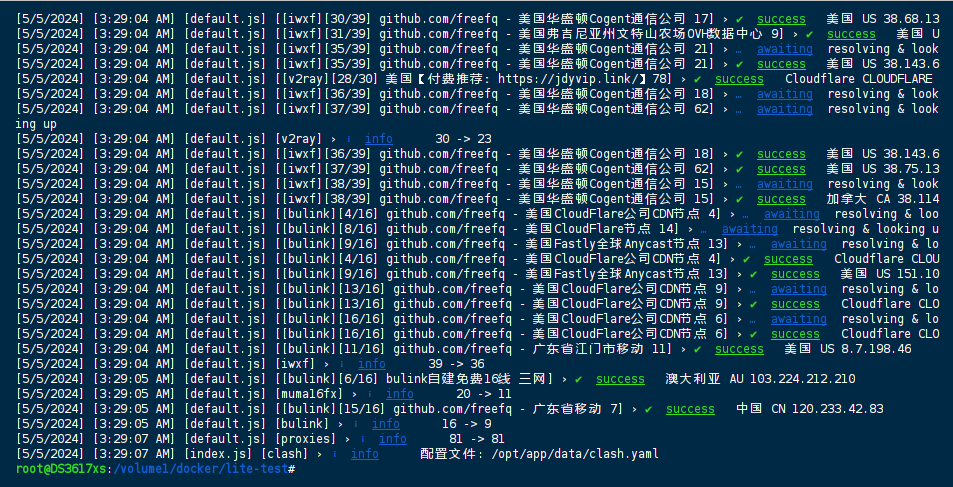 [5/5/2024] [3:29:04 AM] [default.js] [[iwxf][30/39] github.com/freefq - 美国华盛顿Cogent通信公司 17] › ✔  success   美国 US 38.68.13
[5/5/2024] [3:29:04 AM] [default.js] [[iwxf][31/39] github.com/freefq - 美国弗吉尼亚州文特山农场OVH数据中心 9] › ✔  success   美国 U
[5/5/2024] [3:29:04 AM] [default.js] [[iwxf][35/39] github.com/freefq - 美国华盛顿Cogent通信公司 21] › …  awaiting  resolving & look
[5/5/2024] [3:29:04 AM] [default.js] [[iwxf][35/39] github.com/freefq - 美国华盛顿Cogent通信公司 21] › ✔  success   美国 US 38.143.6
[5/5/2024] [3:29:04 AM] [default.js] [[v2ray][28/30] 美国【付费推荐: https://jdyvip.link/】78] › ✔  success   Cloudflare CLOUDFLARE
[5/5/2024] [3:29:04 AM] [default.js] [[iwxf][36/39] github.com/freefq - 美国华盛顿Cogent通信公司 18] › …  awaiting  resolving & look
[5/5/2024] [3:29:04 AM] [default.js] [[iwxf][37/39] github.com/freefq - 美国华盛顿Cogent通信公司 62] › …  awaiting  resolving & look
ing up
[5/5/2024] [3:29:04 AM] [default.js] [v2ray] › ℹ  info      30 -> 23
[5/5/2024] [3:29:04 AM] [default.js] [[iwxf][36/39] github.com/freefq - 美国华盛顿Cogent通信公司 18] › ✔  success   美国 US 38.143.6
[5/5/2024] [3:29:04 AM] [default.js] [[iwxf][37/39] github.com/freefq - 美国华盛顿Cogent通信公司 62] › ✔  success   美国 US 38.75.13
[5/5/2024] [3:29:04 AM] [default.js] [[iwxf][38/39] github.com/freefq - 美国华盛顿Cogent通信公司 15] › …  awaiting  resolving & look
[5/5/2024] [3:29:04 AM] [default.js] [[iwxf][38/39] github.com/freefq - 美国华盛顿Cogent通信公司 15] › ✔  success   加拿大 CA 38.114
[5/5/2024] [3:29:04 AM] [default.js] [[bulink][4/16] github.com/freefq - 美国CloudFlare公司CDN节点 4] › …  awaiting  resolving & loo
[5/5/2024] [3:29:04 AM] [default.js] [[bulink][8/16] github.com/freefq - 美国CloudFlare节点 14] › …  awaiting  resolving & looking u
[5/5/2024] [3:29:04 AM] [default.js] [[bulink][9/16] github.com/freefq - 美国Fastly全球Anycast节点 13] › …  awaiting  resolving & lo
[5/5/2024] [3:29:04 AM] [default.js] [[bulink][4/16] github.com/freefq - 美国CloudFlare公司CDN节点 4] › ✔  success   Cloudflare CLOU
[5/5/2024] [3:29:04 AM] [default.js] [[bulink][9/16] github.com/freefq - 美国Fastly全球Anycast节点 13] › ✔  success   美国 US 151.10
[5/5/2024] [3:29:04 AM] [default.js] [[bulink][13/16] github.com/freefq - 美国CloudFlare公司CDN节点 9] › …  awaiting  resolving & lo
[5/5/2024] [3:29:04 AM] [default.js] [[bulink][13/16] github.com/freefq - 美国CloudFlare公司CDN节点 9] › ✔  success   Cloudflare CLO
[5/5/2024] [3:29:04 AM] [default.js] [[bulink][16/16] github.com/freefq - 美国CloudFlare公司CDN节点 6] › …  awaiting  resolving & lo
[5/5/2024] [3:29:04 AM] [default.js] [[bulink][16/16] github.com/freefq - 美国CloudFlare公司CDN节点 6] › ✔  success   Cloudflare CLO
[5/5/2024] [3:29:04 AM] [default.js] [[bulink][11/16] github.com/freefq - 广东省江门市移动 11] › ✔  success   美国 US 8.7.198.46
[5/5/2024] [3:29:04 AM] [default.js] [iwxf] › ℹ  info      39 -> 36
[5/5/2024] [3:29:05 AM] [default.js] [[bulink][6/16] bulink自建免费16线 三网] › ✔  success   澳大利亚 AU 103.224.212.210
[5/5/2024] [3:29:05 AM] [default.js] [muma16fx] › ℹ  info      20 -> 11
[5/5/2024] [3:29:05 AM] [default.js] [[bulink][15/16] github.com/freefq - 广东省移动 7] › ✔  success   中国 CN 120.233.42.83
[5/5/2024] [3:29:05 AM] [default.js] [bulink] › ℹ  info      16 -> 9
[5/5/2024] [3:29:07 AM] [default.js] [proxies] › ℹ  info      81 -> 81
[5/5/2024] [3:29:07 AM] [index.js] [clash] › ℹ  info      配置文件: /opt/app/data/clash.yaml
root@DS3617xs:/volume1/docker/lite-test#